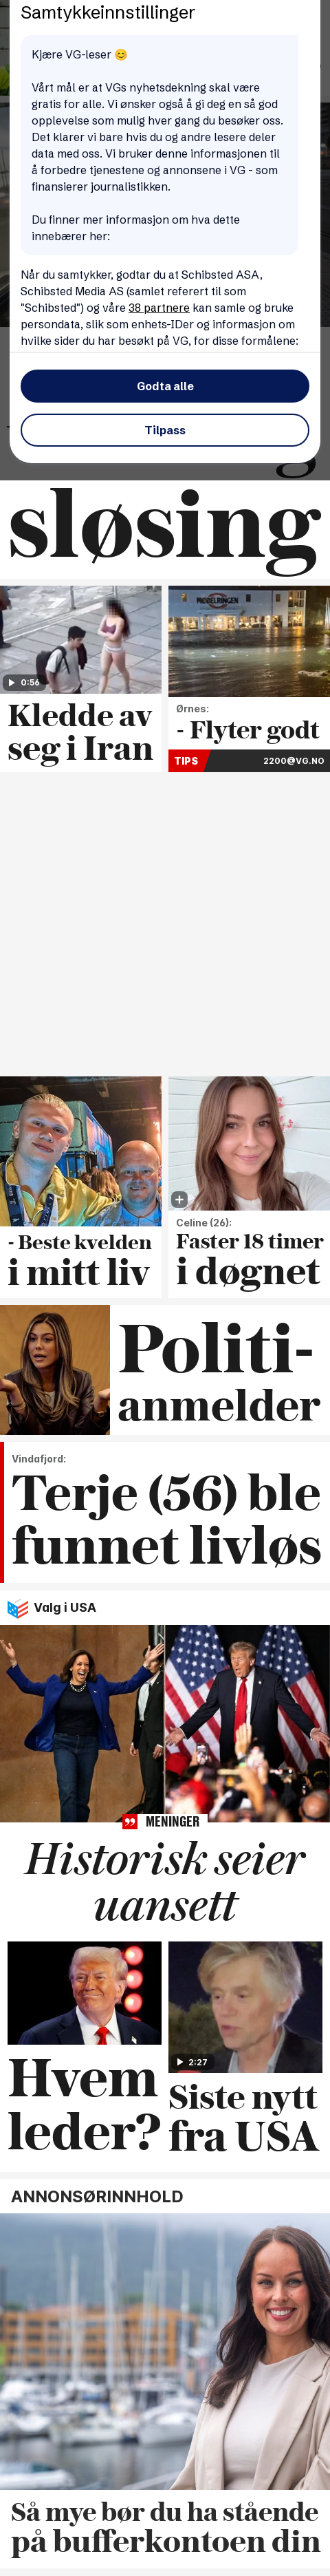 Samtykkeinnstillinger
Kjære VG-leser 😊
Vårt mål er at VGs nyhetsdekning skal være
gratis for alle. Vi ønsker også å gi deg en så god
opplevelse som mulig hver gang du besøker oss.
Det klarer vi bare hvis du og andre lesere deler
data med oss. Vi bruker denne informasjonen til
å forbedre tjenestene og annonsene i VG - som
finansierer journalistikken.
Du finner mer informasjon om hva dette
innebærer her:
Når du samtykker, godtar du at Schibsted ASA,
Schibsted Media AS (samlet referert til som
"Schibsted") og våre 38 partnere kan samle og bruke
persondata, slik som enhets-IDer og informasjon om
hvilke sider du har besøkt på VG, for disse formålene:
Godta alle
Tilpass
sløsing
0:56
Kledde av
seg i Iran
MØBELRINGEN
Ørnes:
- Flyter godt
TIPS
2200@VG.NO
- Beste kvelden
i mitt liv
Celine (26):
Faster 18 timer
i døgnet
Politi-
anmelder
Vindafjord:
Terje (56) ble
funnet livløs
Valg i USA
MENINGER
Historisk seier
uansett
Hvem
leder?
2:27
Siste nytt
fra USA
ANNONSØRINNHOLD
Så mye bør du ha stående
på bufferkontoen din